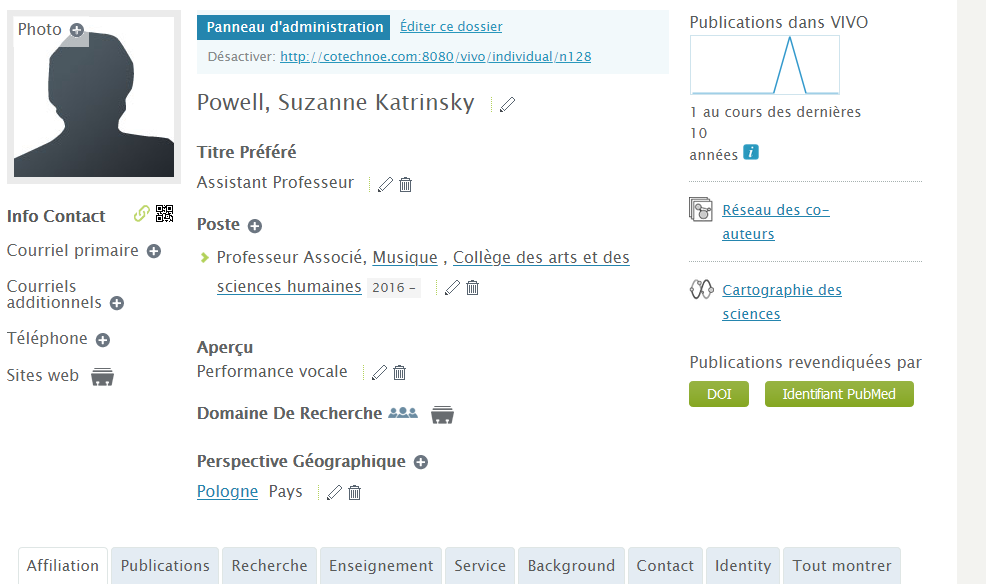 Photo
Info Contact
Courriel primaire
Courriels
additionnels
Téléphone
Sites web
Panneau d'administration Éditer ce dossier
Désactiver: http://cotechnoe.com:8080/vivo/individual/n128
Powell, Suzanne Katrinsky
Titre Préféré
Assistant Professeur
Poste
Professeur Associé, Musique , Collège des arts et des
sciences humaines 2016 –
Aperçu
Performance vocale
Domaine De Recherche
Perspective Géographique
Pologne Pays
Publications dans VIVO
1 au cours des dernières
10
années
Réseau des co-
auteurs
Cartographie des
sciences
Publications revendiquées par
DOI Identifiant PubMed
Affiliation Publications Recherche Enseignement Service Background Contact Identity Tout montrer